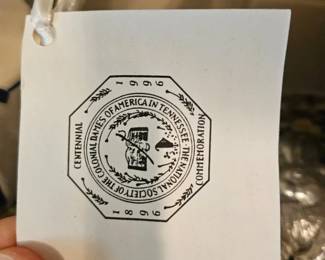 1996
CENTENNIAL
THE NATIONAL SOCIETY OF THE COLONIAL DAMES OF AMERICA IN TENNESSEE
COMMEMORATION
1896